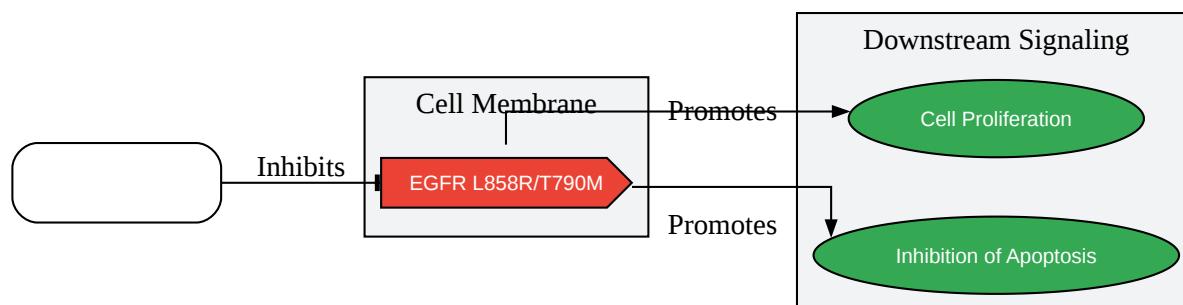 Downstream Signaling
Cell Membrane
Promotes
Cell Proliferation
Inhibits
EGFR L858R/T790M
Promotes
Inhibition of Apoptosis